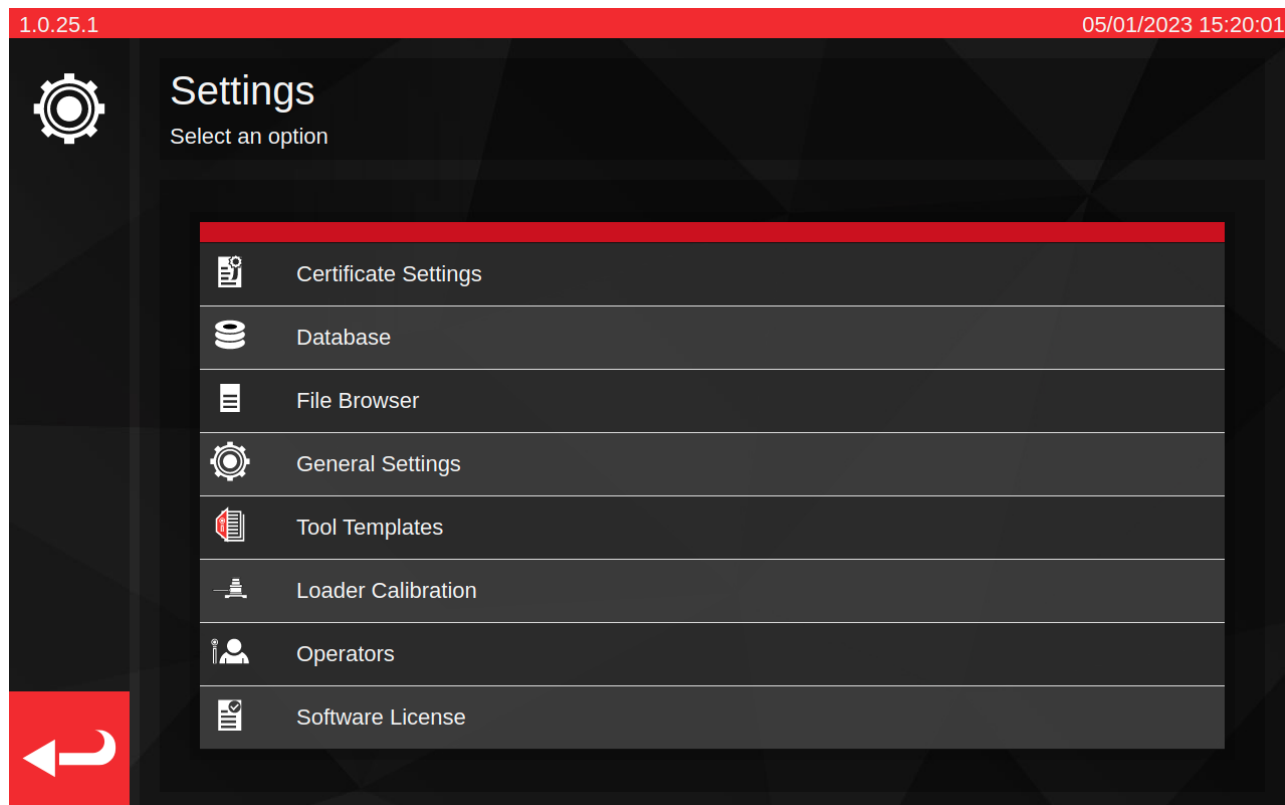 1.0.25.1
05/01/2023 15:20:01
Settings
Select an option
Certificate Settings
Database
File Browser
General Settings
Tool Templates
Loader Calibration
Operators
Software License